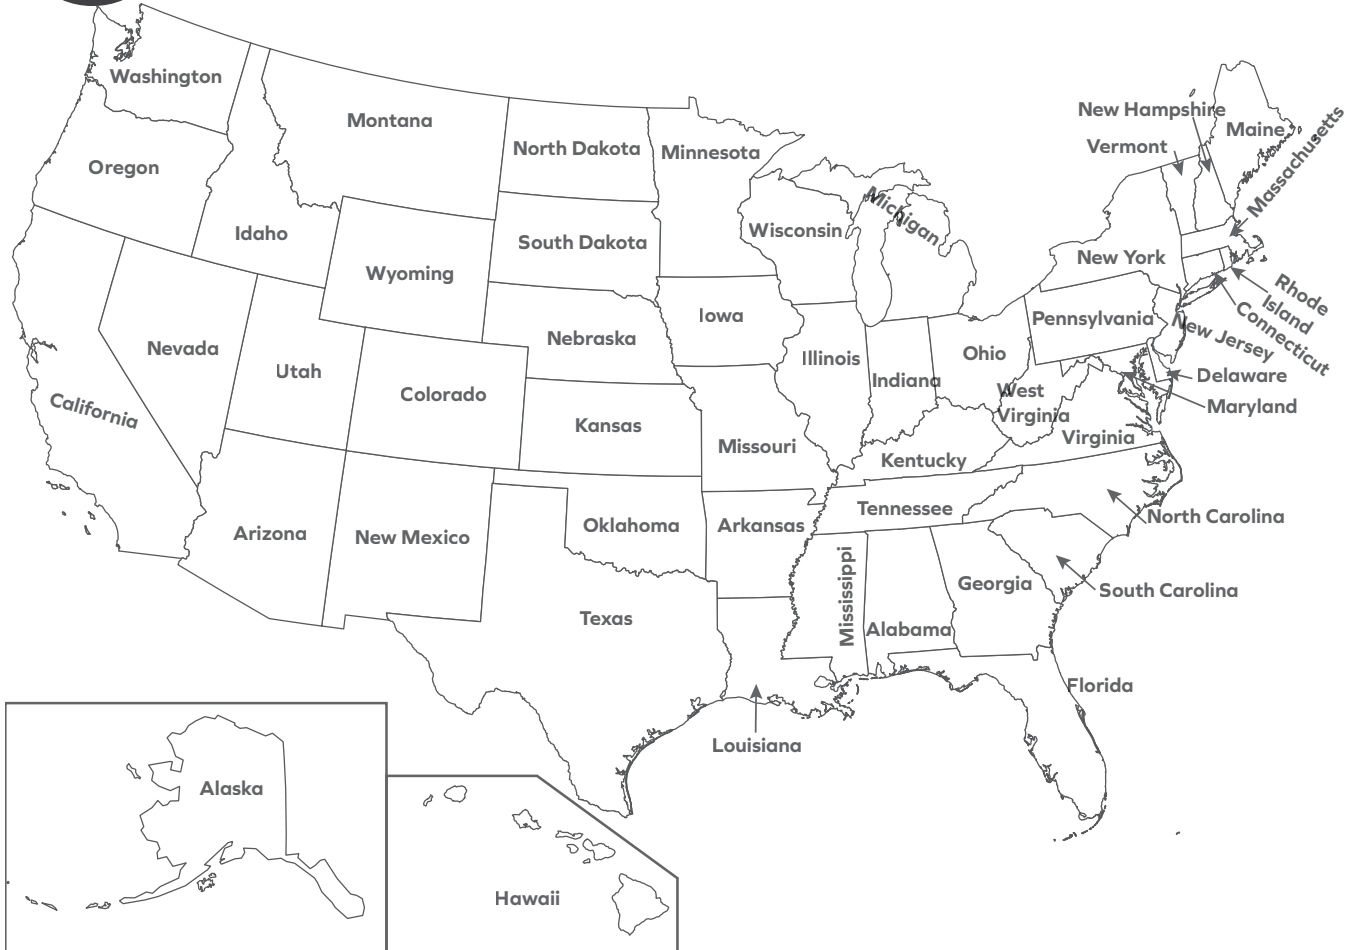 Washington
Montana
North Dakota
Minnesota
New Hampshire
Maine
Vermont
Massachusetts
Oregon
Idaho
Wyoming
South Dakota
Wisconsin
Michigan
New York
Rhode
Island
Connecticut
Nevada
Utah
Colorado
Nebraska
Iowa
Illinois
Indiana
Ohio
Pennsylvania
New Jersey
Delaware
Maryland
California
Kansas
Missouri
Kentucky
West
Virginia
Virginia
Arizona
New Mexico
Oklahoma
Arkansas
Tennessee
North Carolina
South Carolina
Texas
Mississippi
Alabama
Georgia
Florida
Louisiana
Alaska
Hawaii